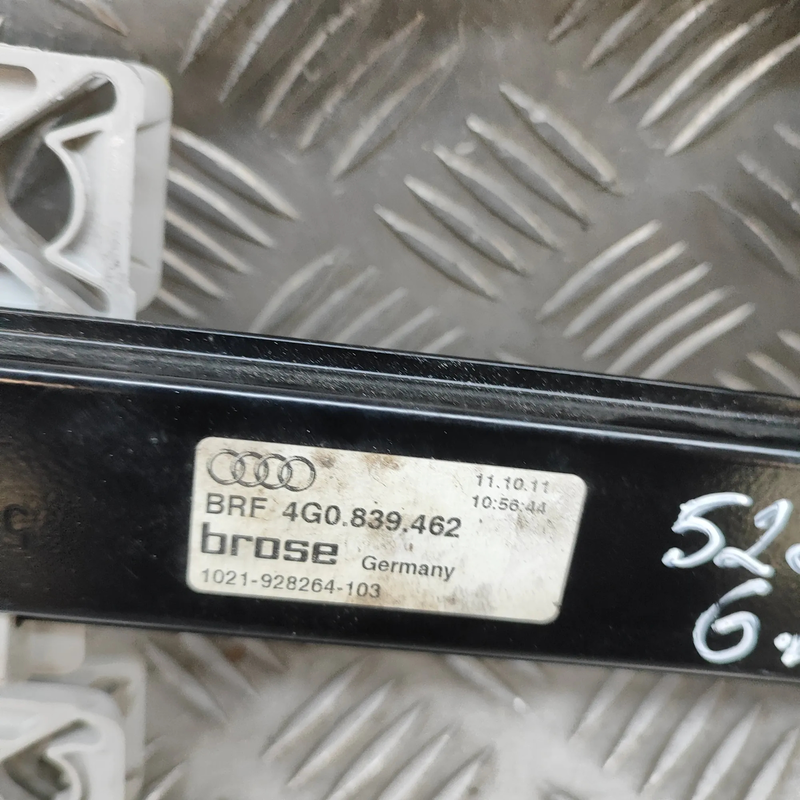 11.10.11
10:56:44
BRF 4G0.839.462
brose Germany
1021-928264-103